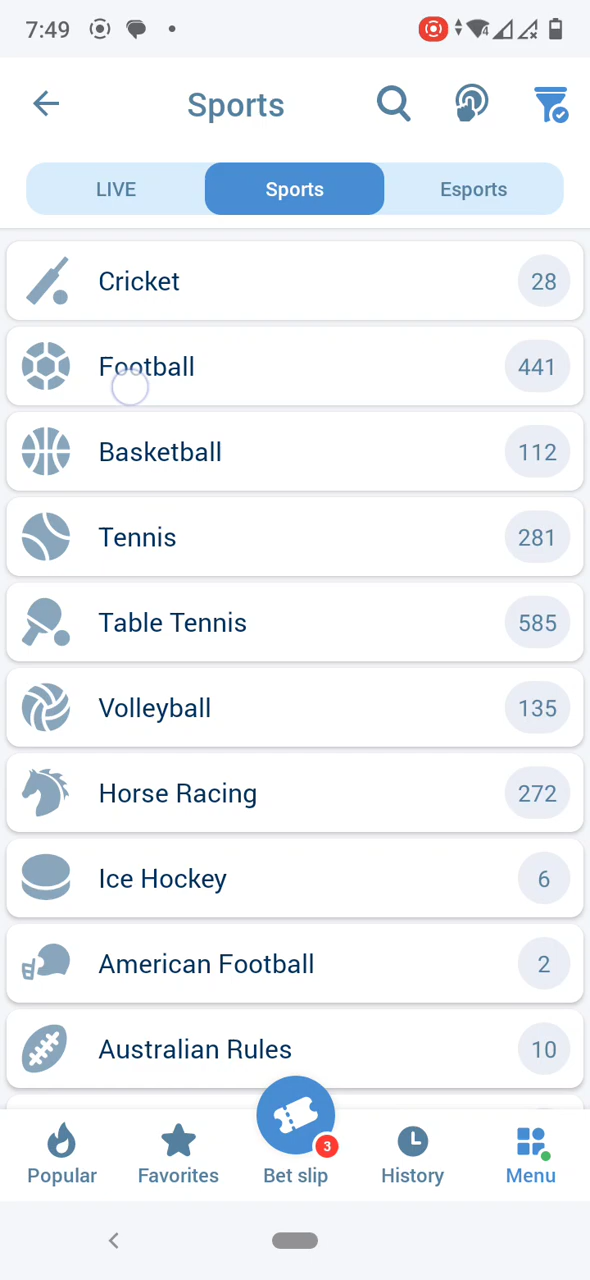 7:49
4
Sports
LIVE
Sports
Esports
Cricket
28
Football
441
Basketball
112
Tennis
281
Table Tennis
585
Volleyball
135
Horse Racing
272
Ice Hockey
6
American Football
2
Australian Rules
10
3
Popular
Favorites
Bet slip
History
Menu